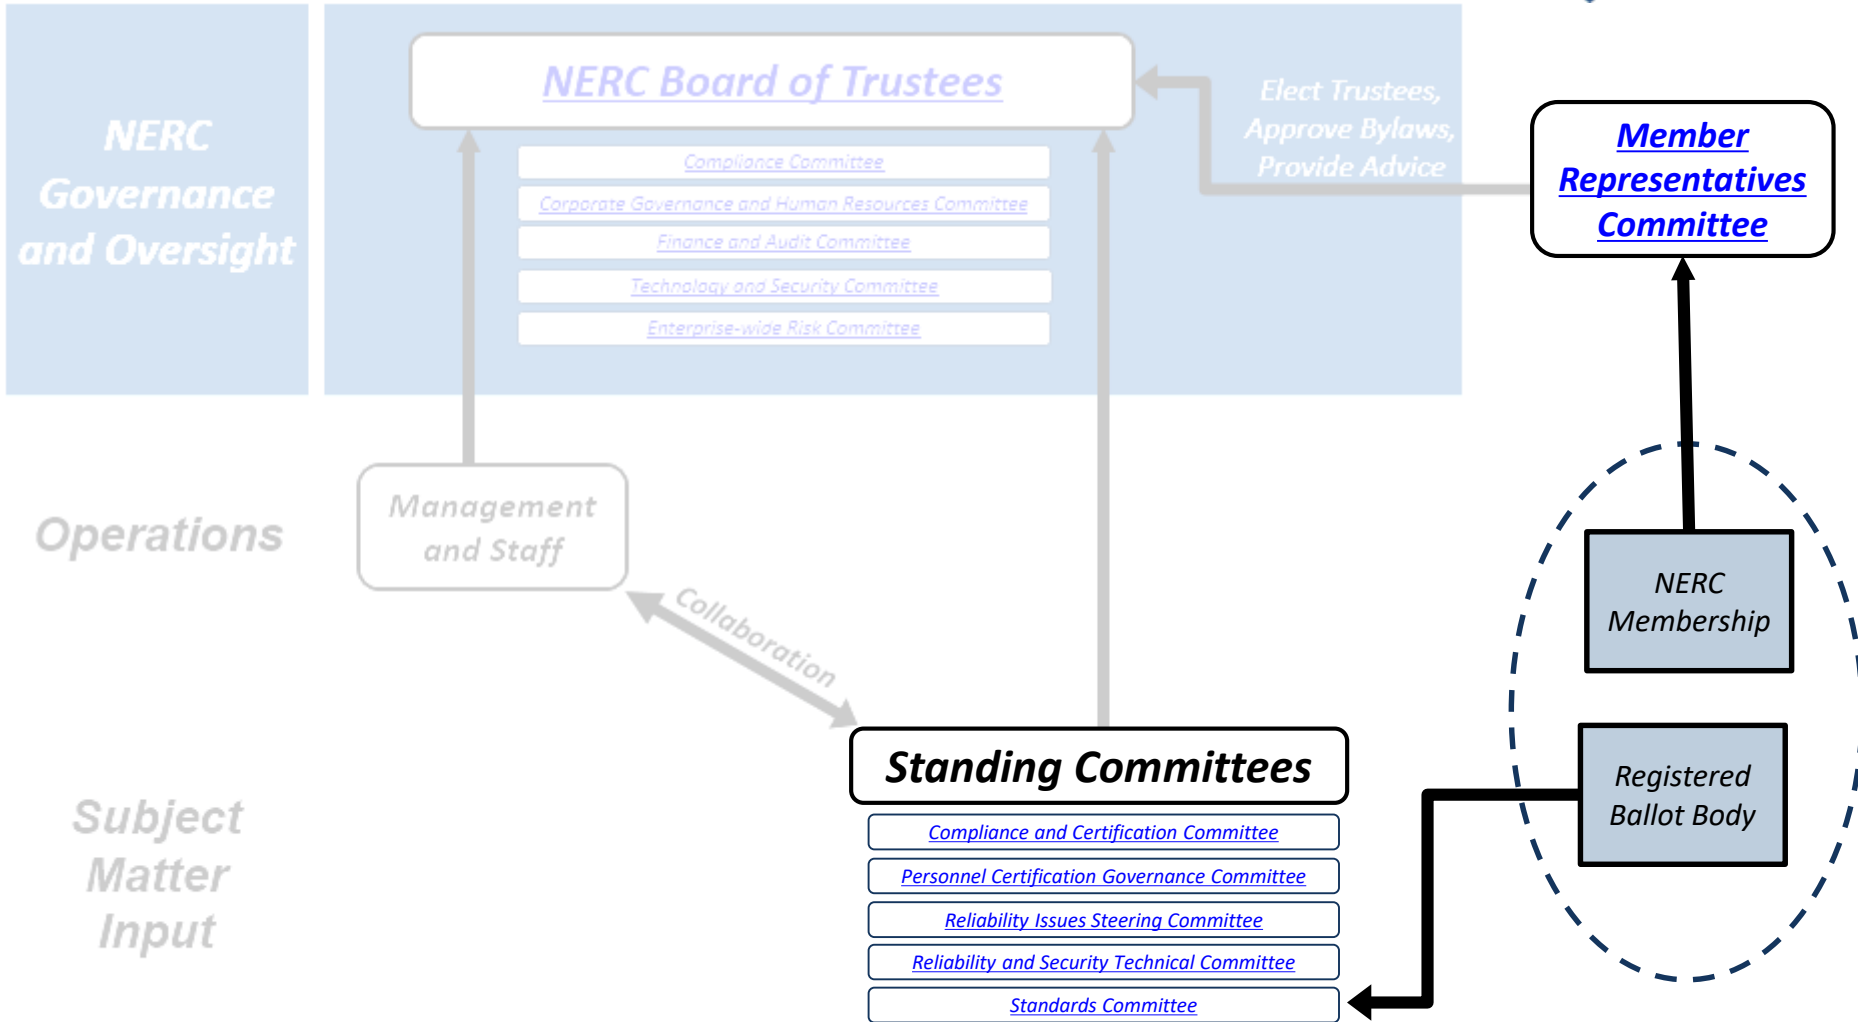 NERC
Governance
and Oversight
NERC Board of Trustees
Compliance Committee
Corporate Governance and Human Resources Committee
Finance and Audit Committee
Technology and Security Committee
Enterprise-wide Risk Committee
Elect Trustees,
Approve Bylaws,
Provide Advice
Member
Representatives
Committee
Operations
Management
and Staff
Collaboration
NERC
Membership
Registered
Ballot Body
Subject
Matter
Input
Standing Committees
Compliance and Certification Committee
Personnel Certification Governance Committee
Reliability Issues Steering Committee
Reliability and Security Technical Committee
Standards Committee